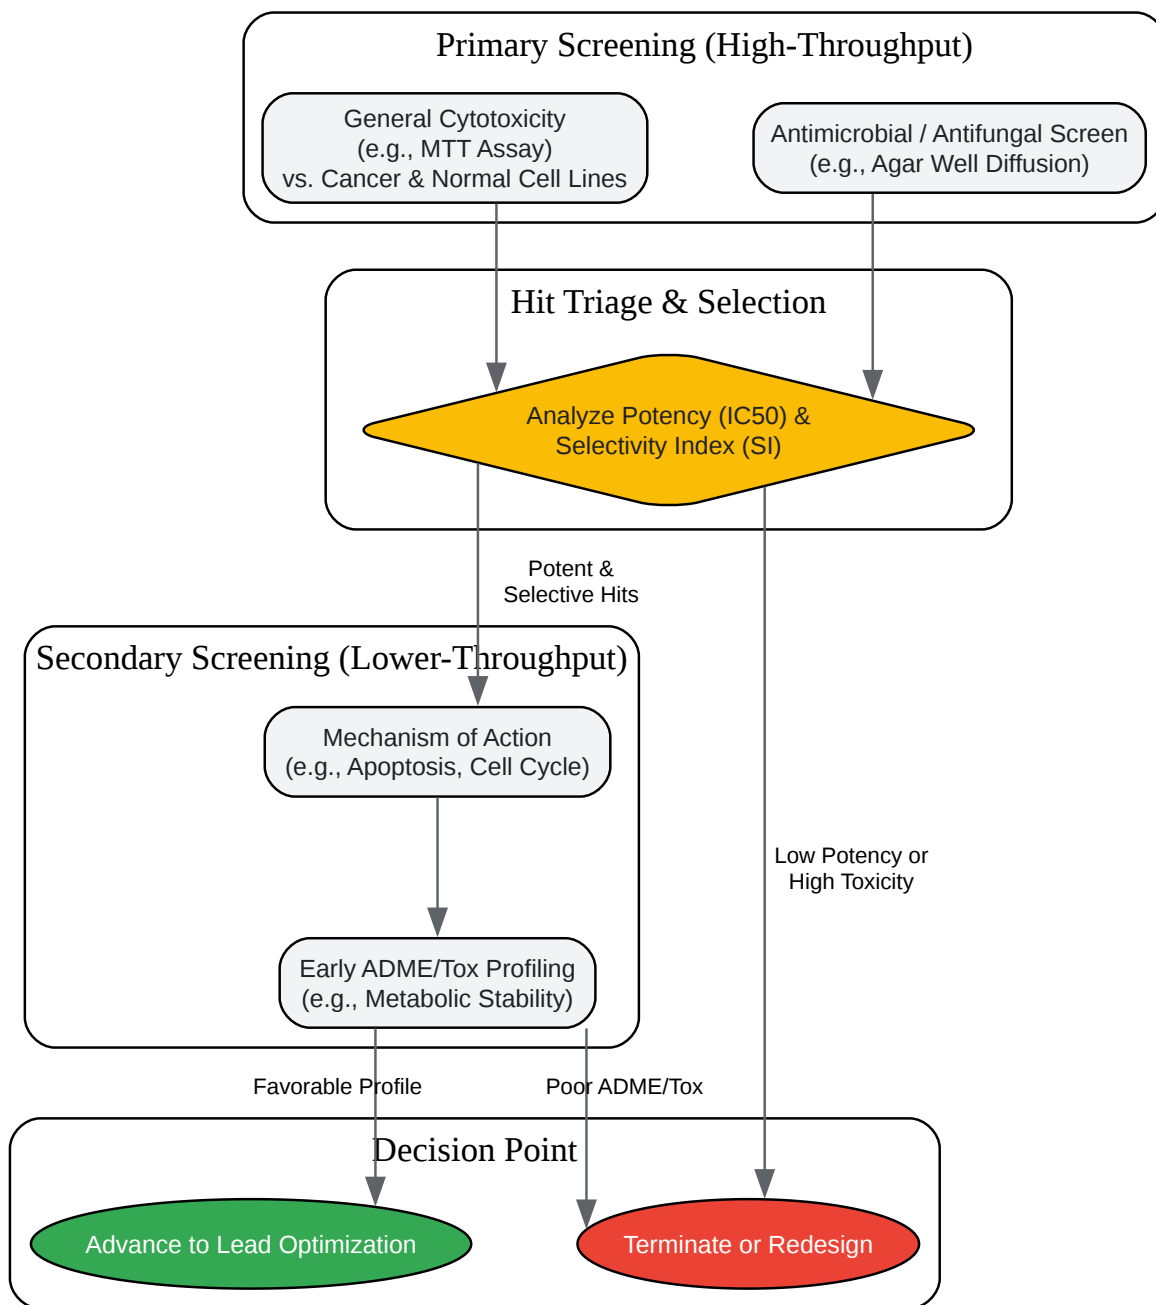 Primary Screening (High-Throughput)
General Cytotoxicity
(e.g., MTT Assay)
vs. Cancer & Normal Cell Lines
Antimicrobial / Antifungal Screen
(e.g., Agar Well Diffusion)
Hit Triage & Selection
Analyze Potency (IC50) &
Selectivity Index (SI)
Potent &
Selective Hits
Secondary Screening (Lower-Throughput)
Mechanism of Action
(e.g., Apoptosis, Cell Cycle)
Low Potency or
High Toxicity
Early ADME/Tox Profiling
(e.g., Metabolic Stability)
Favorable Profile
Poor ADME/Tox
Decision Point
Advance to Lead Optimization
Terminate or Redesign